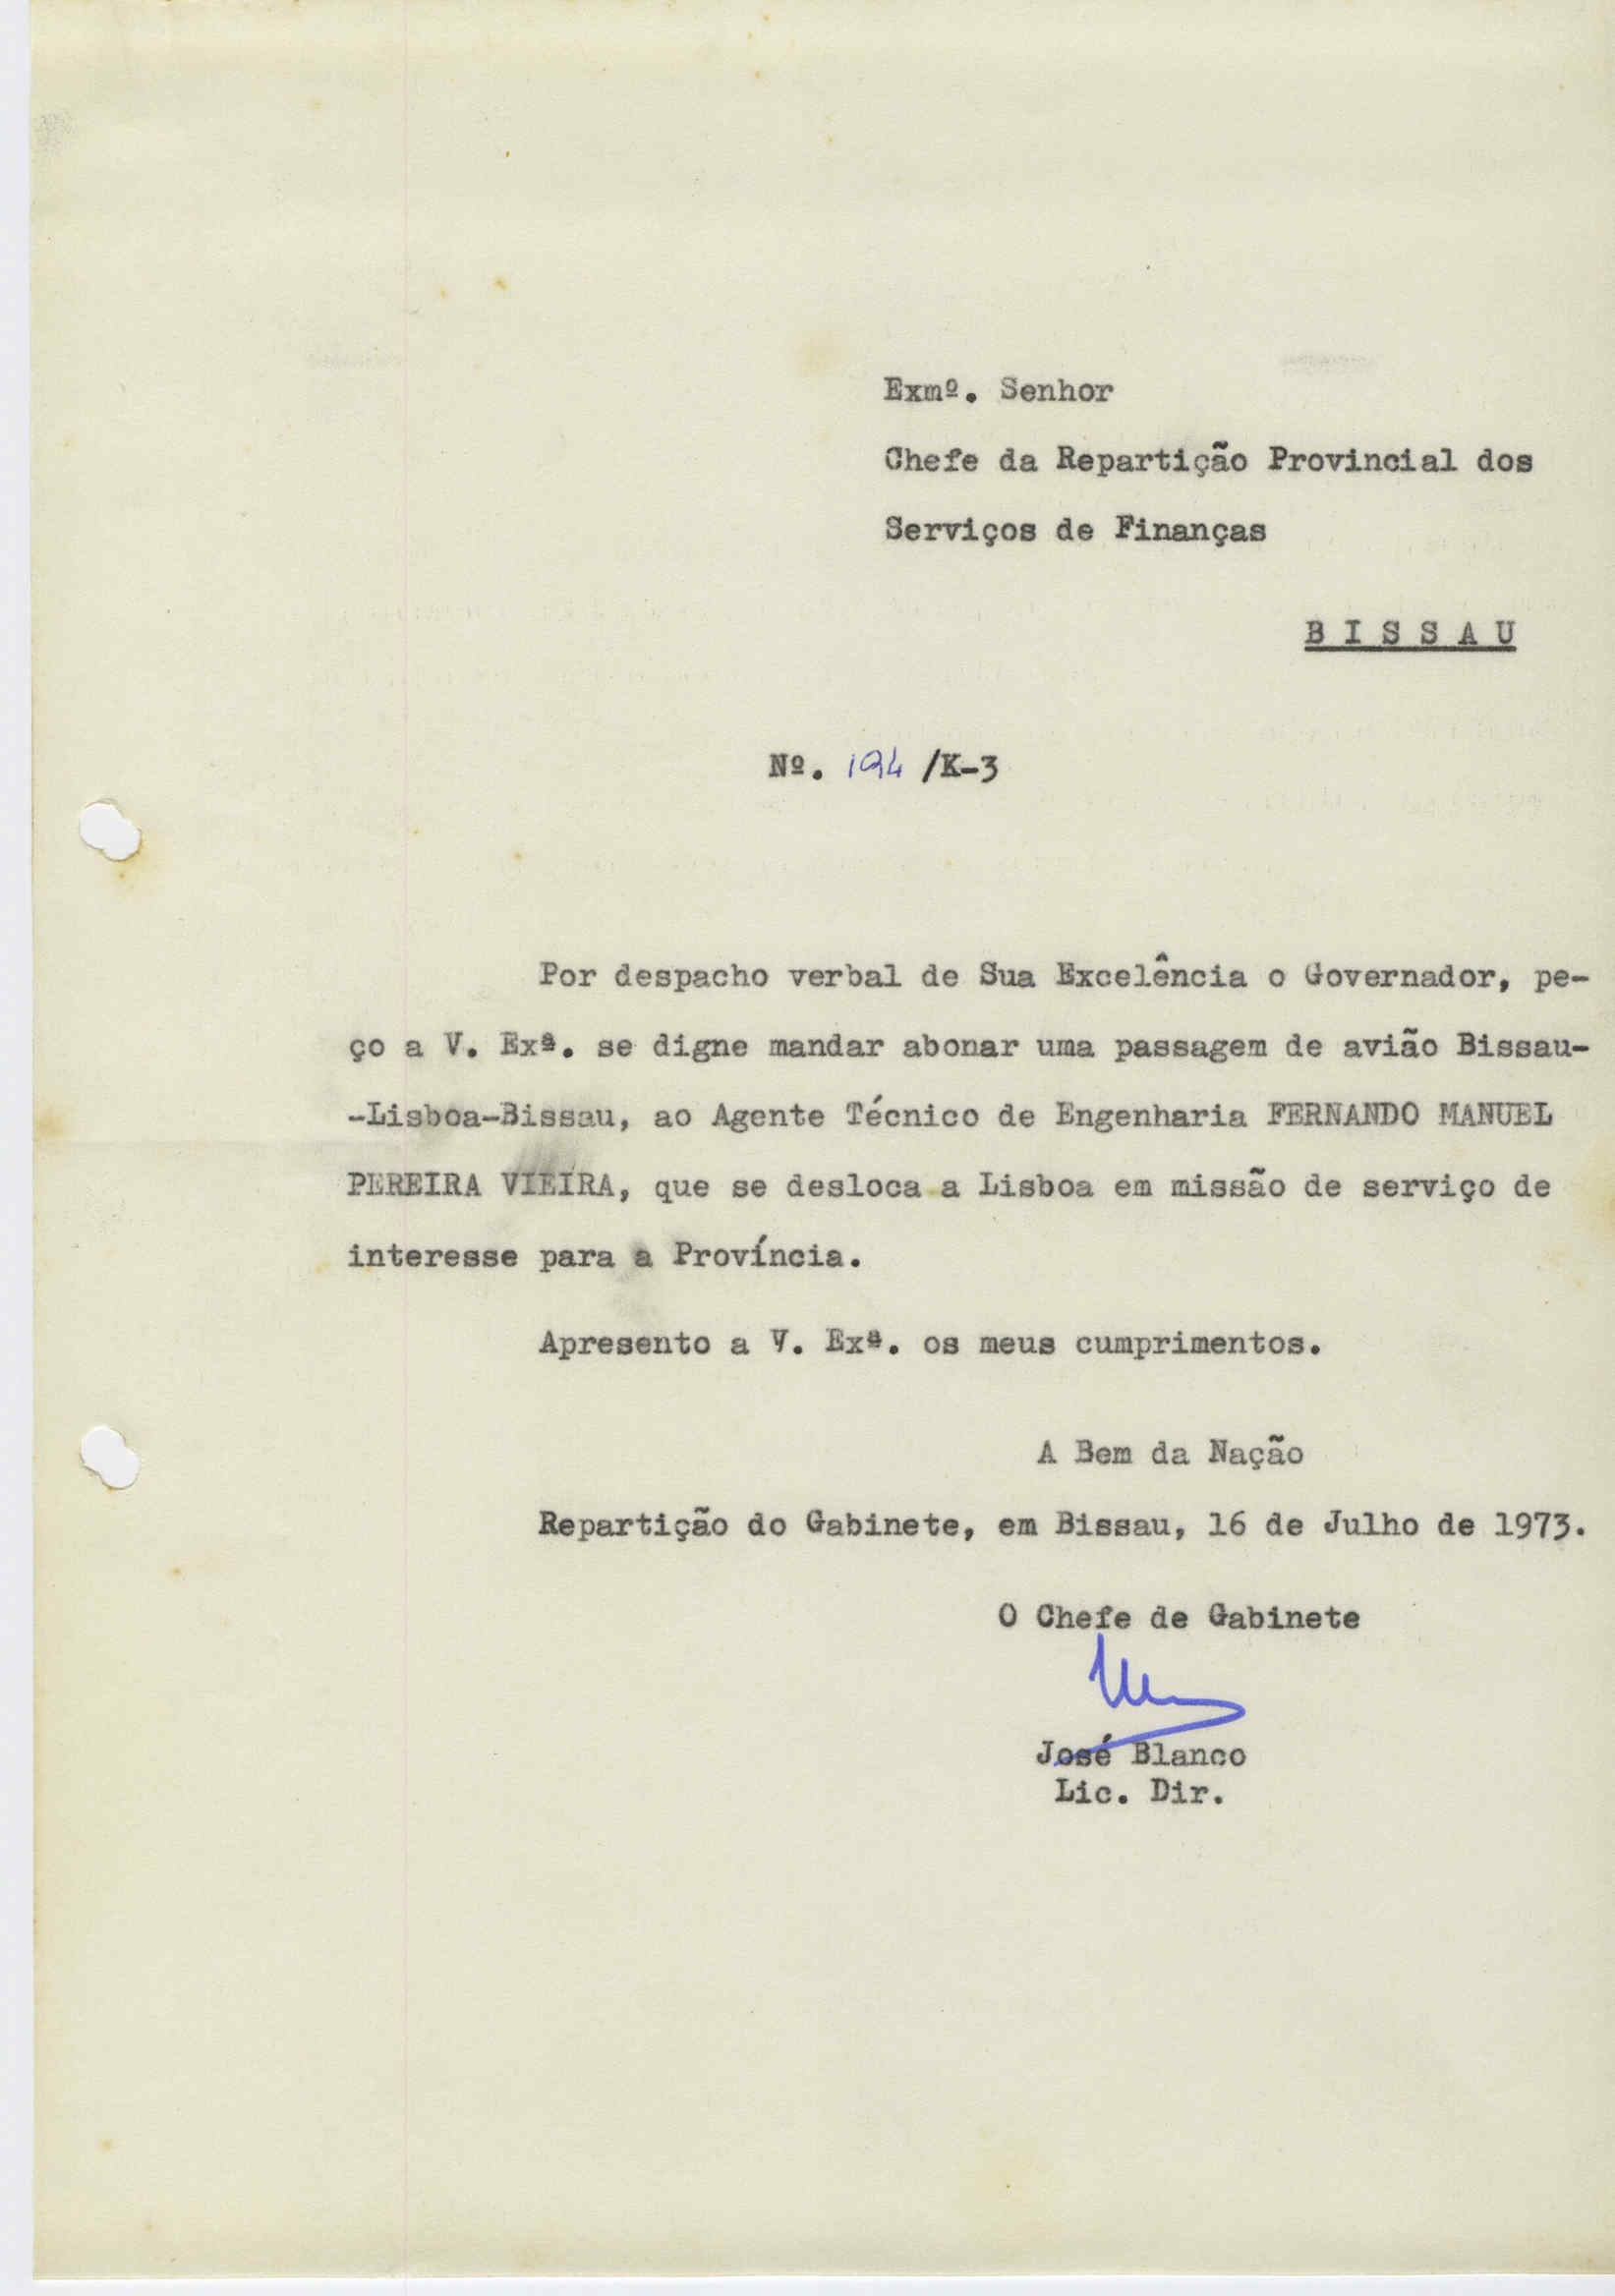 Exmº. Senhor
Chefe da Repartição Provincial dos
Serviços de Finanças
B I S S A U
Nº. 194 /K-3
Por despacho verbal de Sua Excelência o Governador, pe-
ço a V. Exª. se digne mandar abonar uma passagem de avião Bissau-
-Lisboa-Bissau, ao Agente Técnico de Engenharia FERNANDO MANUEL
PEREIRA VIEIRA, que se desloca a Lisboa em missão de serviço de
interesse para a Província.
Apresento a V. Exª. os meus cumprimentos.
A Bem da Nação
Repartição do Gabinete, em Bissau, 16 de Julho de 1973.
O Chefe de Gabinete
José Blanco
Lic. Dir.